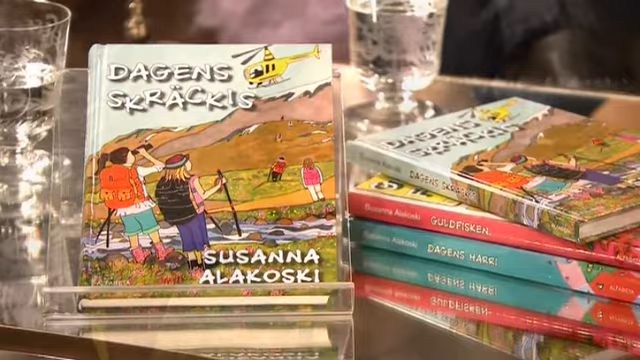 DAGENS
SKRÄCKIS
SUSANNA
ALAKOSKI
DAGENS SKRÄCKIS
Susanna Alakoski GULDFISKEN
Susanna Alakoski DAGENS HARRI